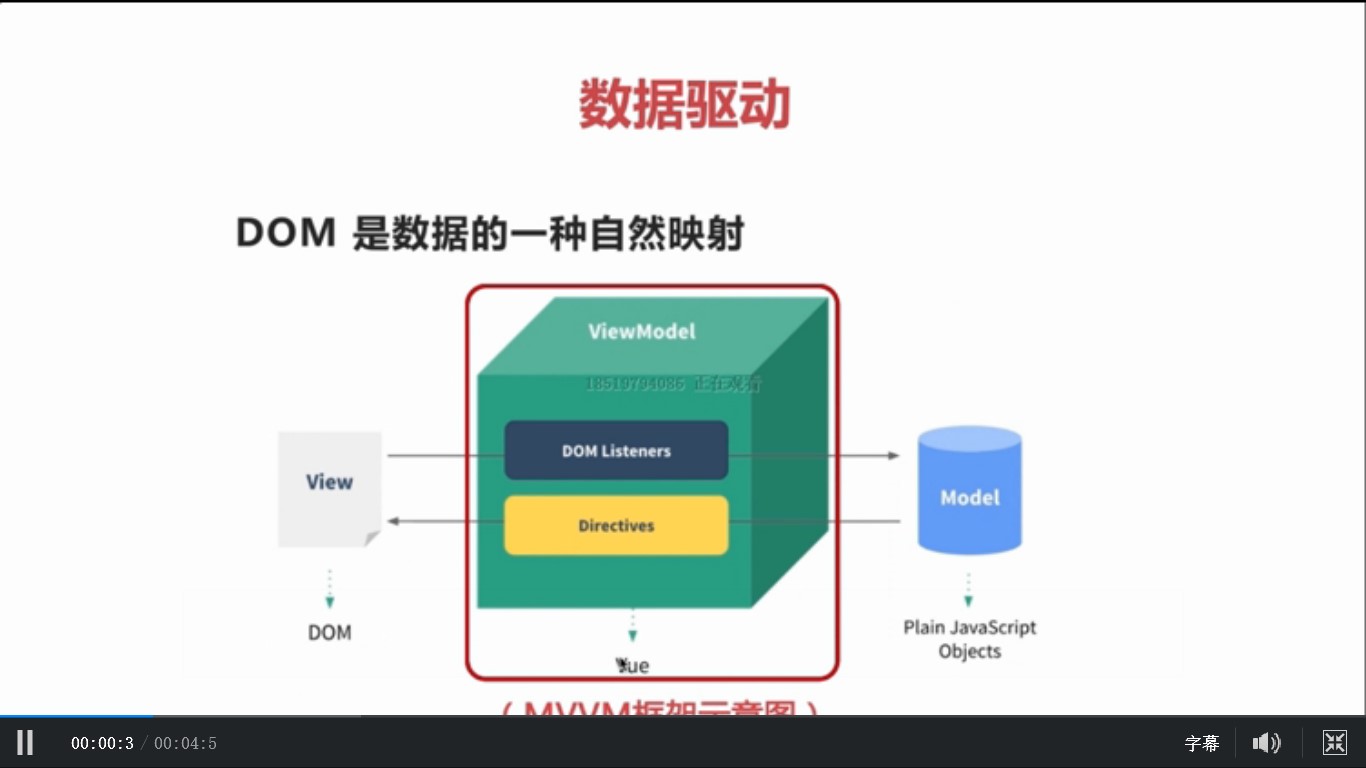 数据驱动
DOM 是数据的一种自然映射
ViewModel
18519794086 正在观看
DOM Listeners
View
Model
Directives
DOM
Plain JavaScript
Objects
Vue
( MVVM框架示意图 )
00:00:3 / 00:04:5
字幕